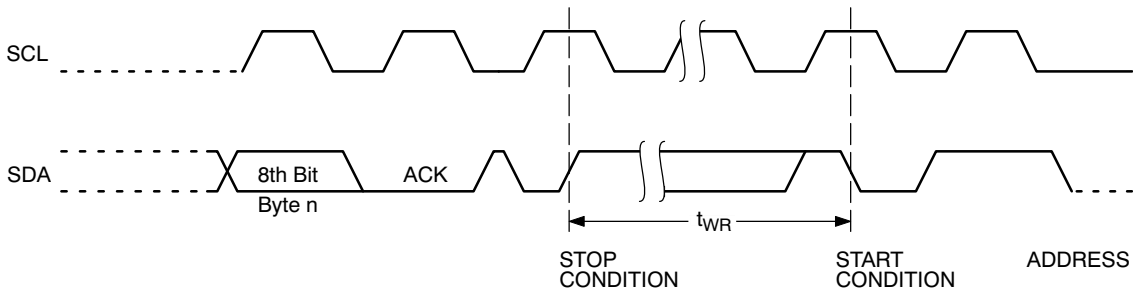 SCL
SDA
8th Bit
Byte n
ACK
tWR
STOP
CONDITION
START
CONDITION
ADDRESS